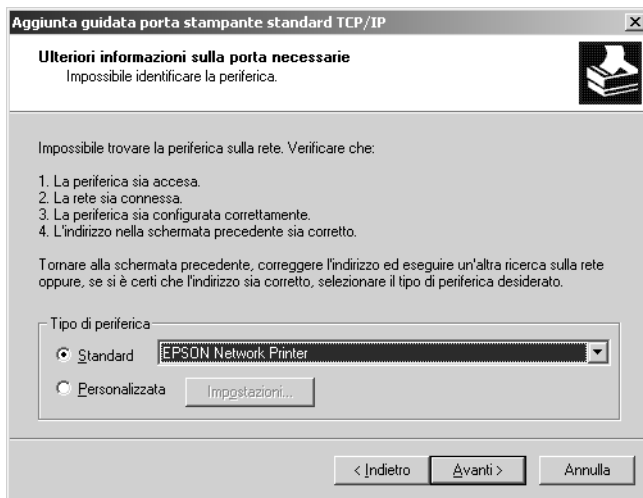 Aggiunta guidata porta stampante standard TCP/IP
Ulteriori informazioni sulla porta necessarie
Impossibile identificare la periferica.
Impossibile trovare la periferica sulla rete. Verificare che:
1. La periferica sia accesa.
2. La rete sia connessa.
3. La periferica sia configurata correttamente.
4. L'indirizzo nella schermata precedente sia corretto.
Tornare alla schermata precedente, correggere l'indirizzo ed eseguire un'altra ricerca sulla rete
oppure, se si è certi che l'indirizzo sia corretto, selezionare il tipo di periferica desiderato.
Tipo di periferica
Standard EPSON Network Printer
Personalizzata Impostazioni...
< Indietro Avanti > Annulla